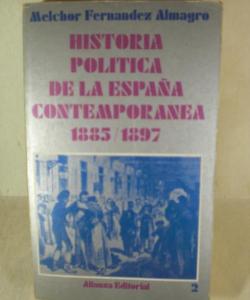 Melchor Fernandez Almagro
HISTORIA
POLITICA
DE LA ESPAÑA
CONTEMPORANEA
1885/1897
Alianza Editorial
2